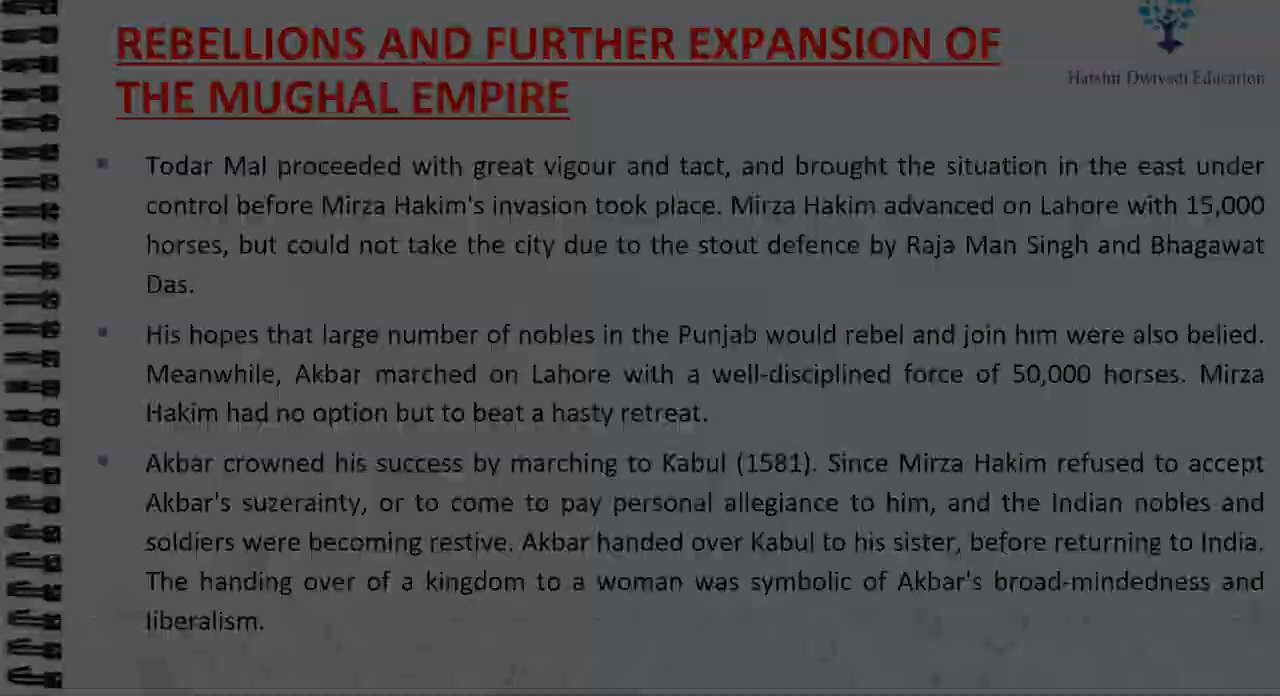 REBELLIONS AND FURTHER EXPANSION OF
THE MUGHAL EMPIRE
Harshit Dwivedi Education
Todar Mal proceeded with great vigour and tact, and brought the situation in the east under
control before Mirza Hakim's invasion took place. Mirza Hakim advanced on Lahore with 15,000
horses, but could not take the city due to the stout defence by Raja Man Singh and Bhagawat
Das.
His hopes that large number of nobles in the Punjab would rebel and join him were also belied.
Meanwhile, Akbar marched on Lahore with a well-disciplined force of 50,000 horses. Mirza
Hakim had no option but to beat a hasty retreat.
Akbar crowned his success by marching to Kabul (1581). Since Mirza Hakim refused to accept
Akbar's suzerainty, or to come to pay personal allegiance to him, and the Indian nobles and
soldiers were becoming restive. Akbar handed over Kabul to his sister, before returning to India.
The handing over of a kingdom to a woman was symbolic of Akbar's broad-mindedness and
liberalism.